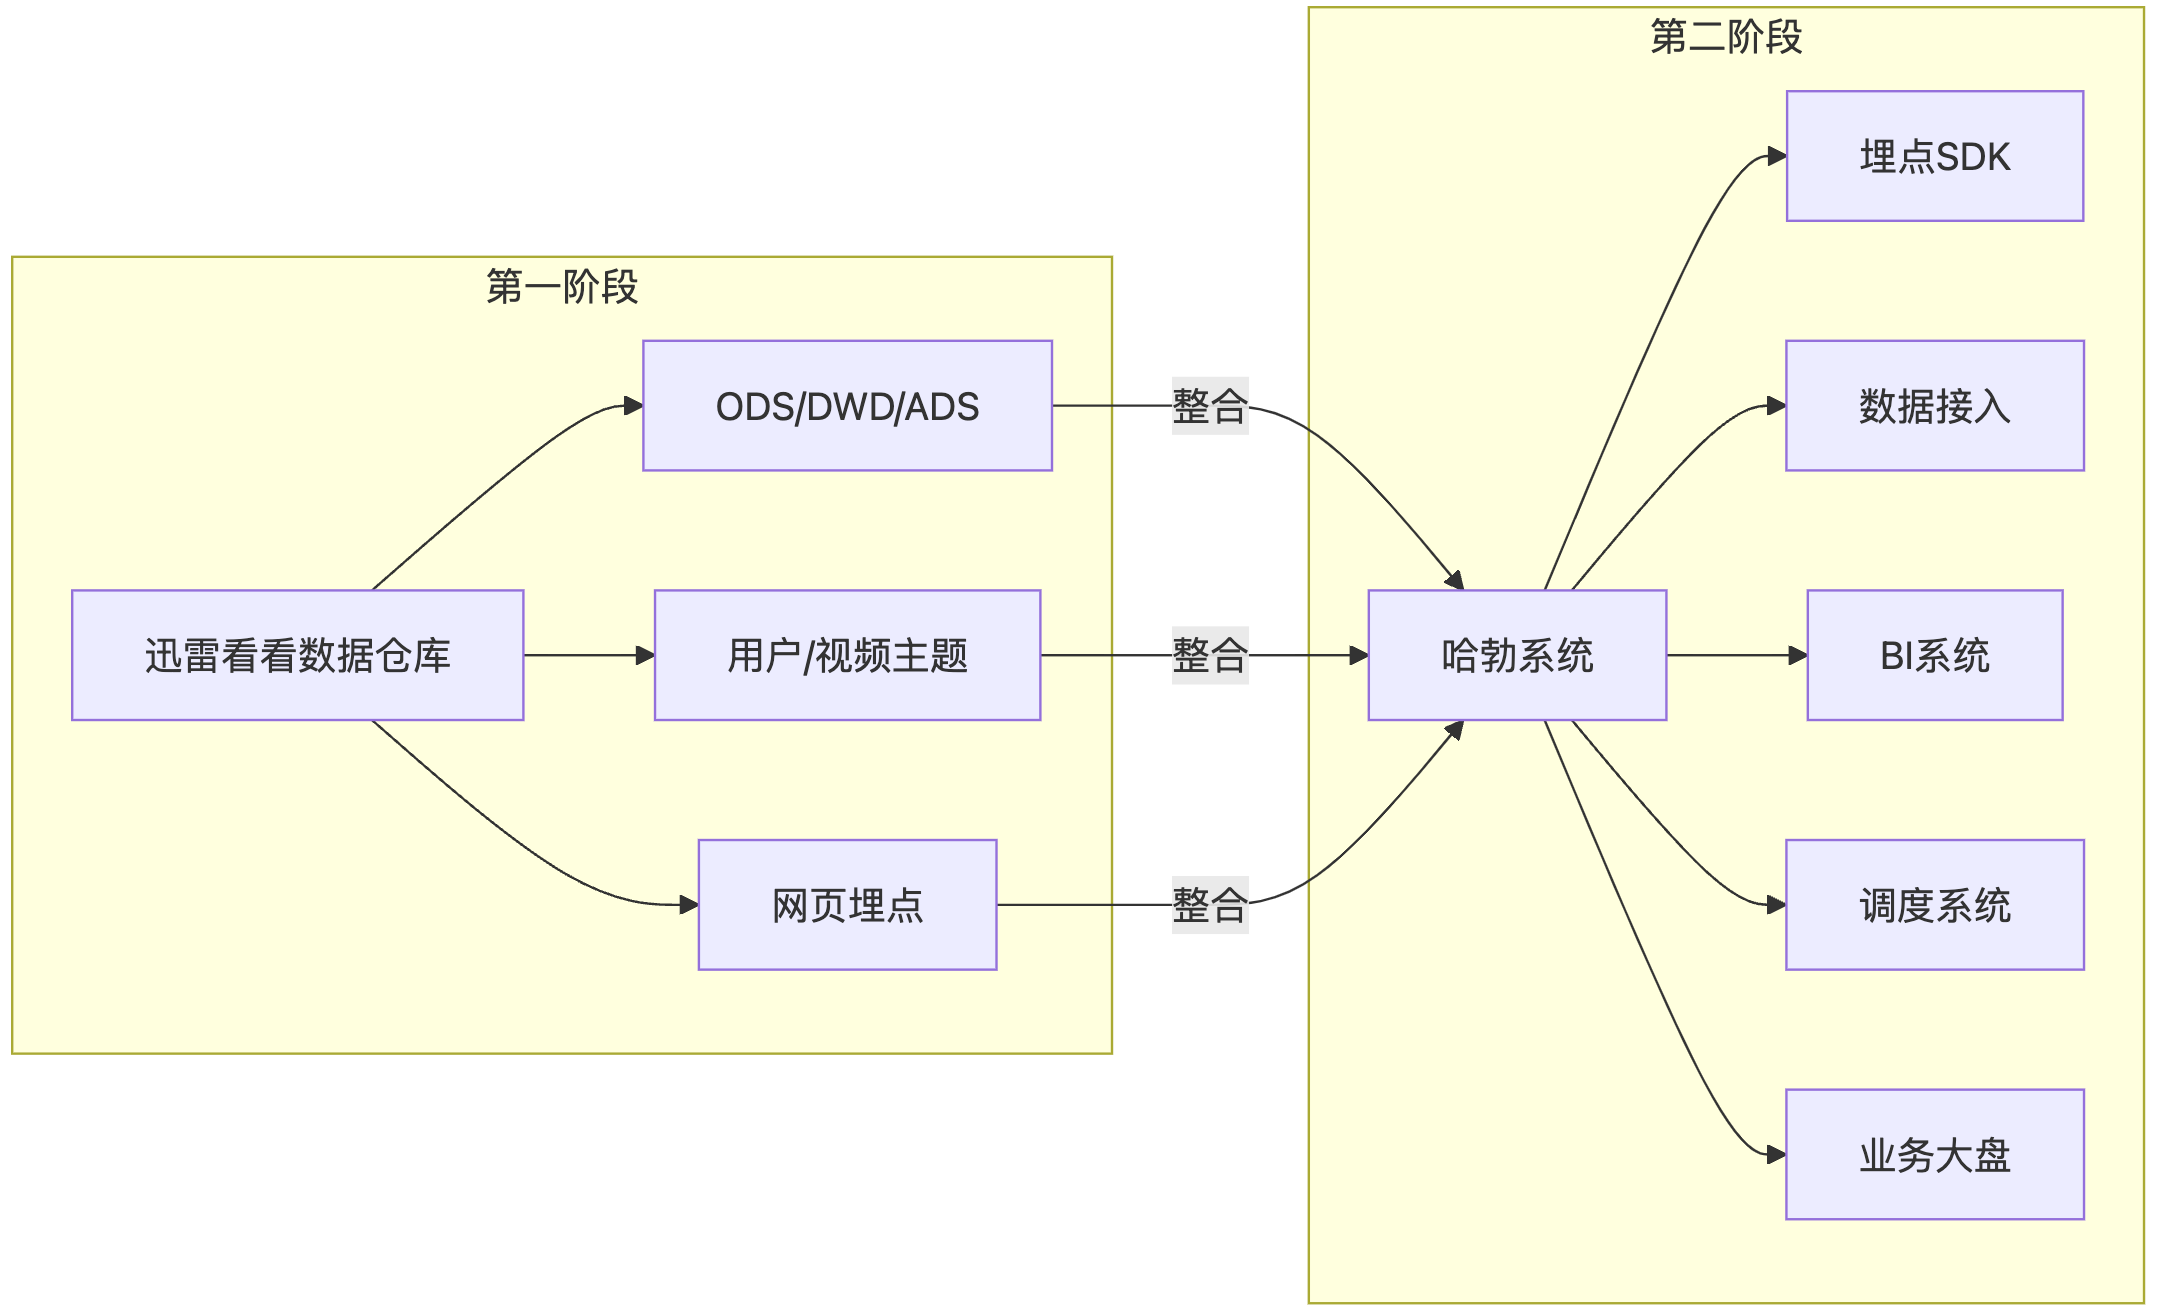 第一阶段
迅雷看看数据仓库
ODS/DWD/ADS
用户/视频主题
网页埋点
整合
整合
整合
第二阶段
哈勃系统
埋点SDK
数据接入
BI系统
调度系统
业务大盘